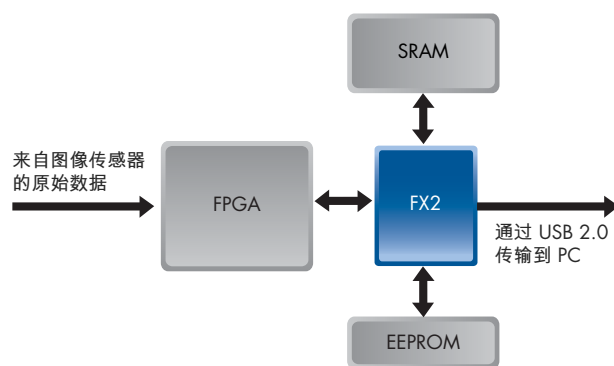 SRAM
来自图像传感器
的原始数据
FPGA
FX2
通过 USB 2.0
传输到 PC
EEPROM